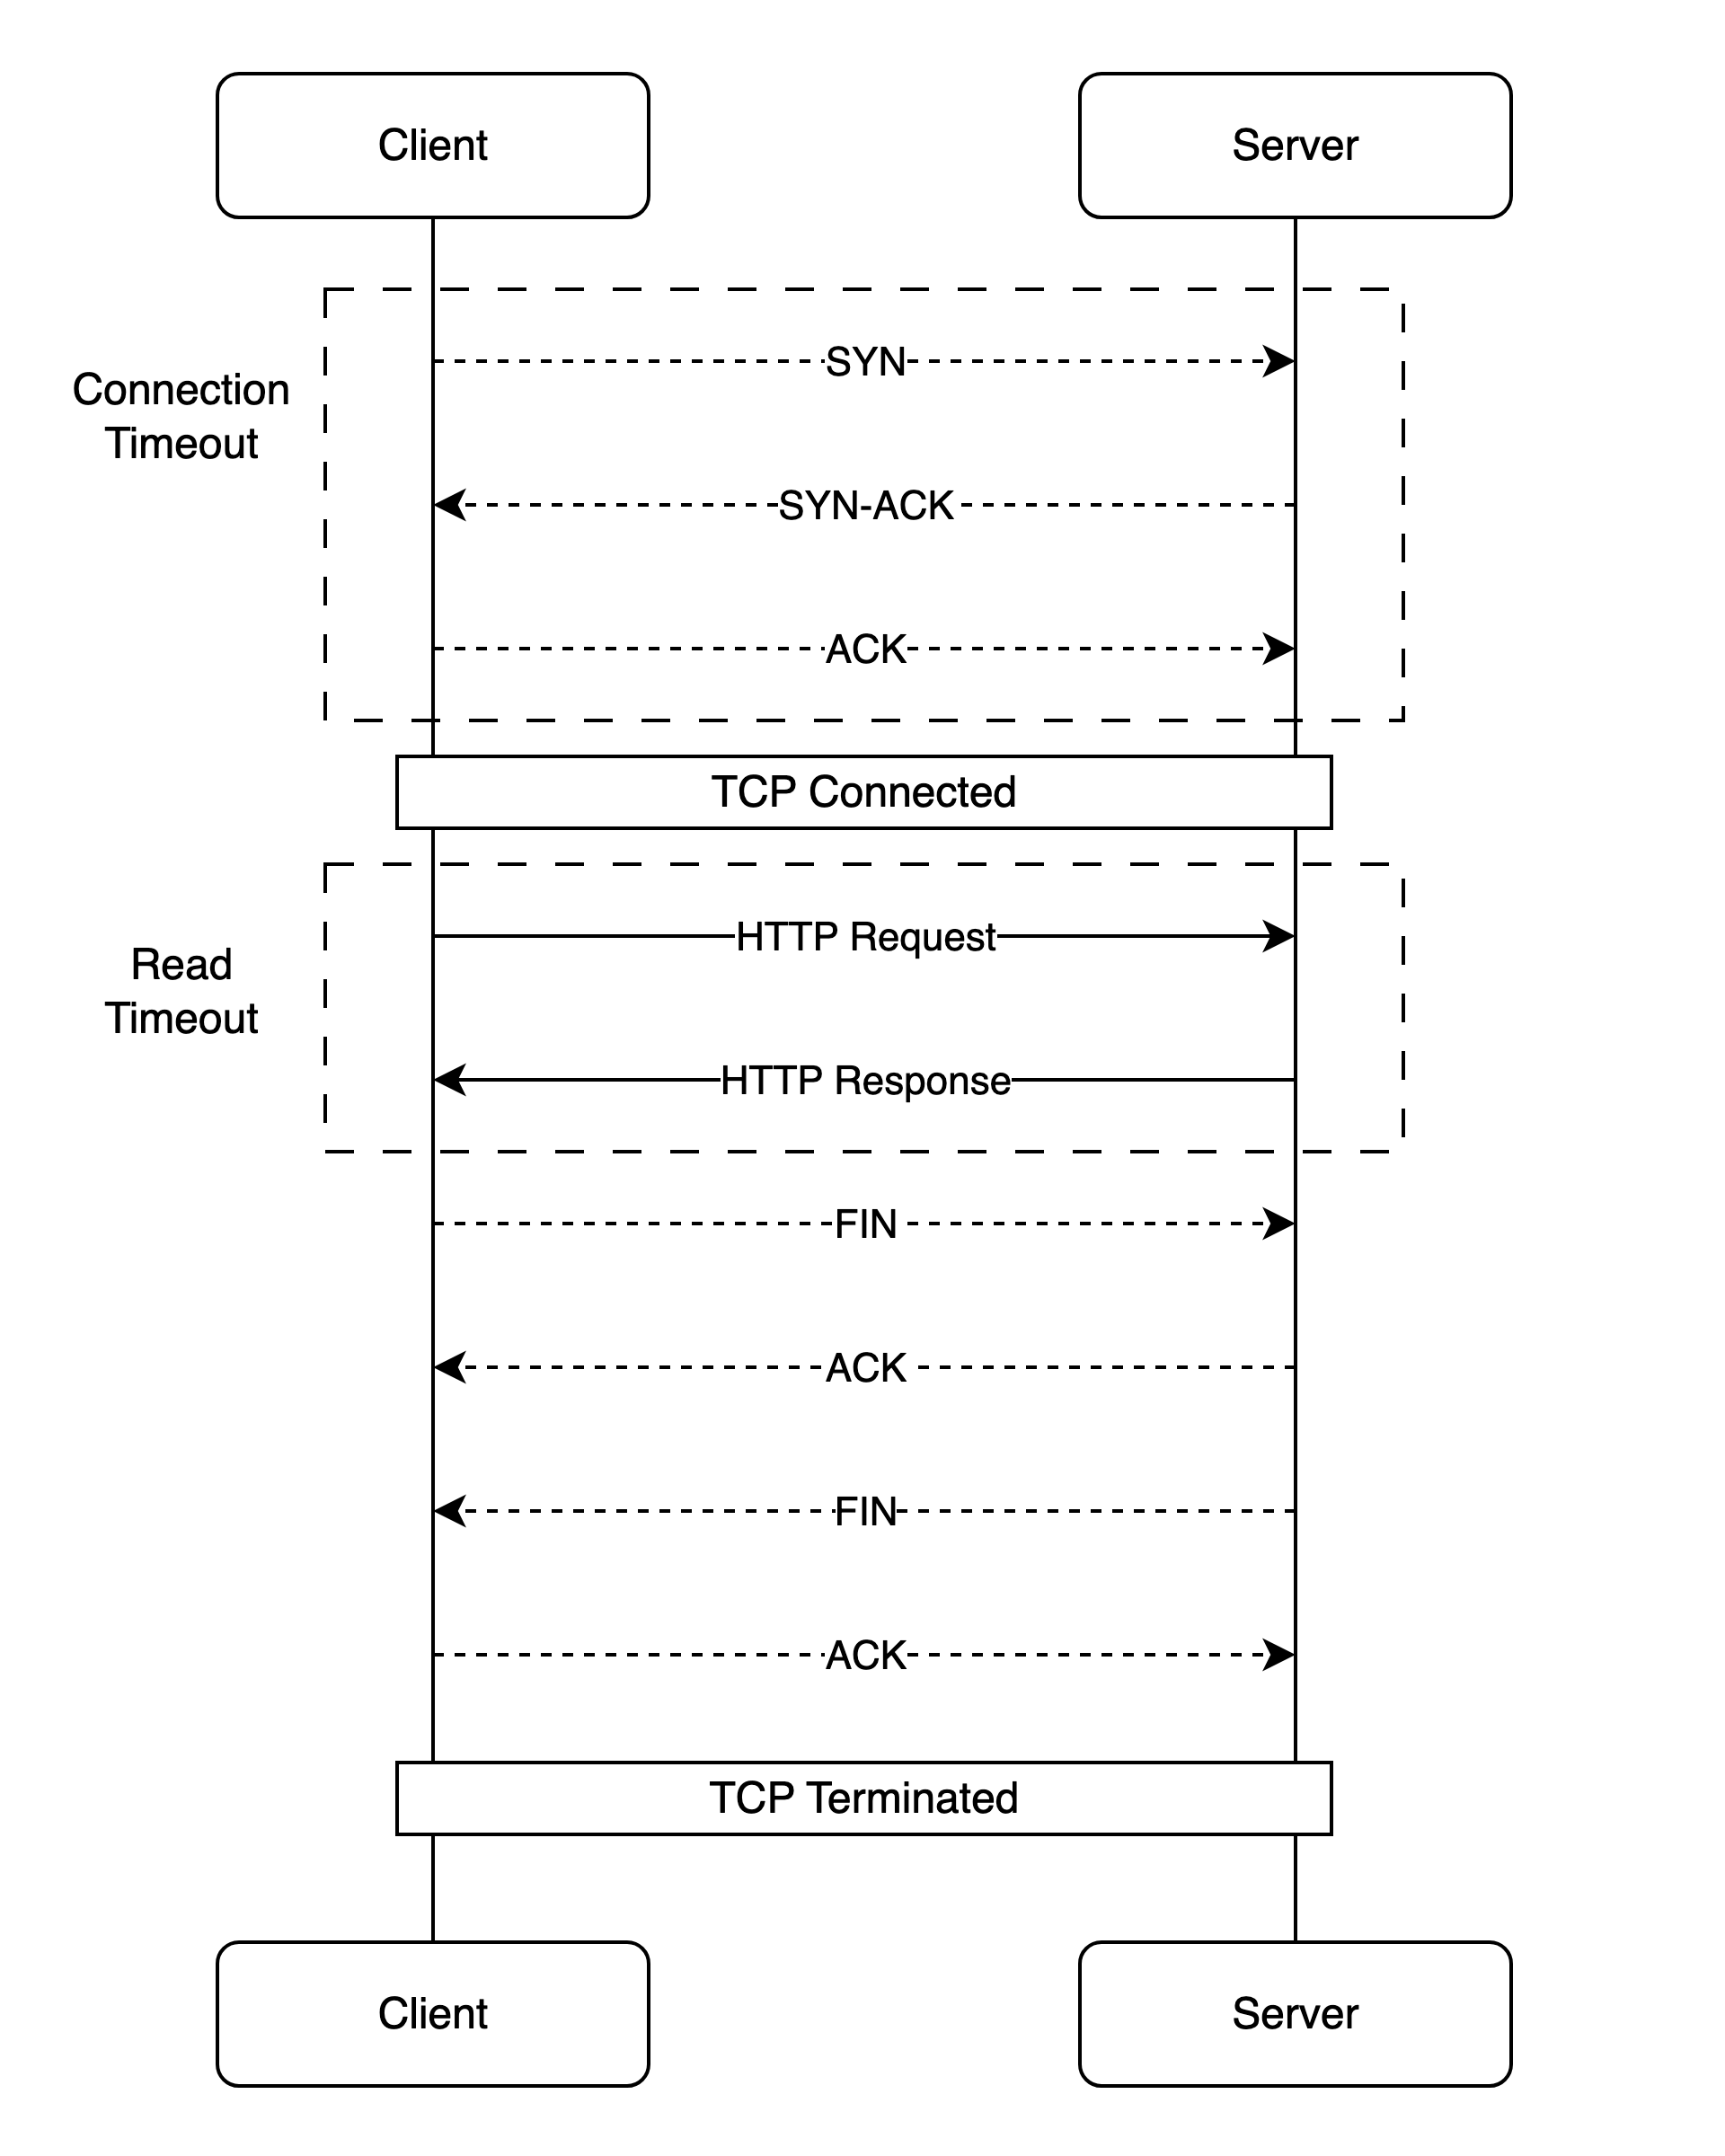 Client
Server
Connection
Timeout
SYN
SYN-ACK
ACK
TCP Connected
Read
Timeout
HTTP Request
HTTP Response
FIN
ACK
FIN
ACK
TCP Terminated
Client
Server